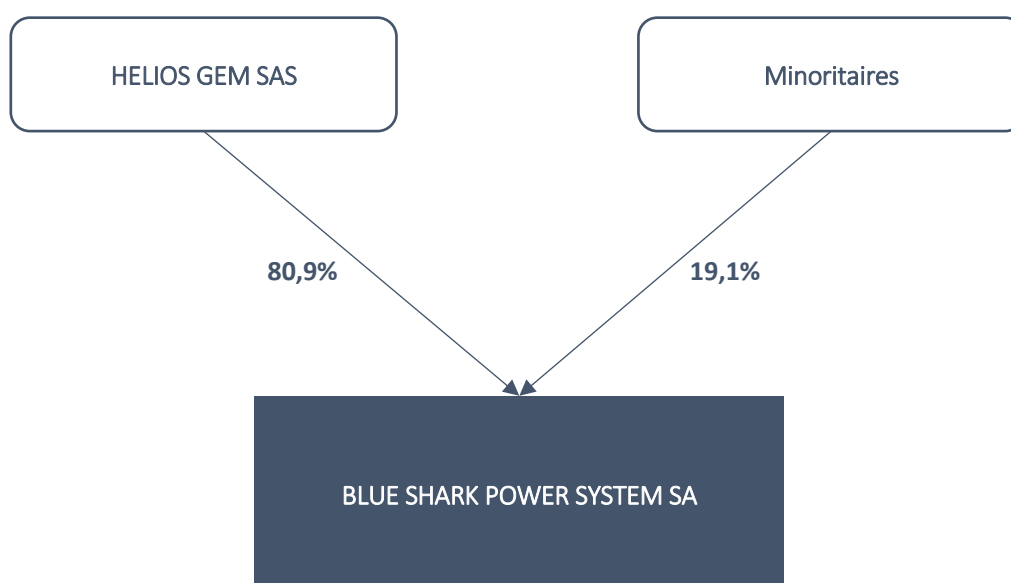 HELIOS GEM SAS
Minoritaires
80,9%
19,1%
BLUE SHARK POWER SYSTEM SA